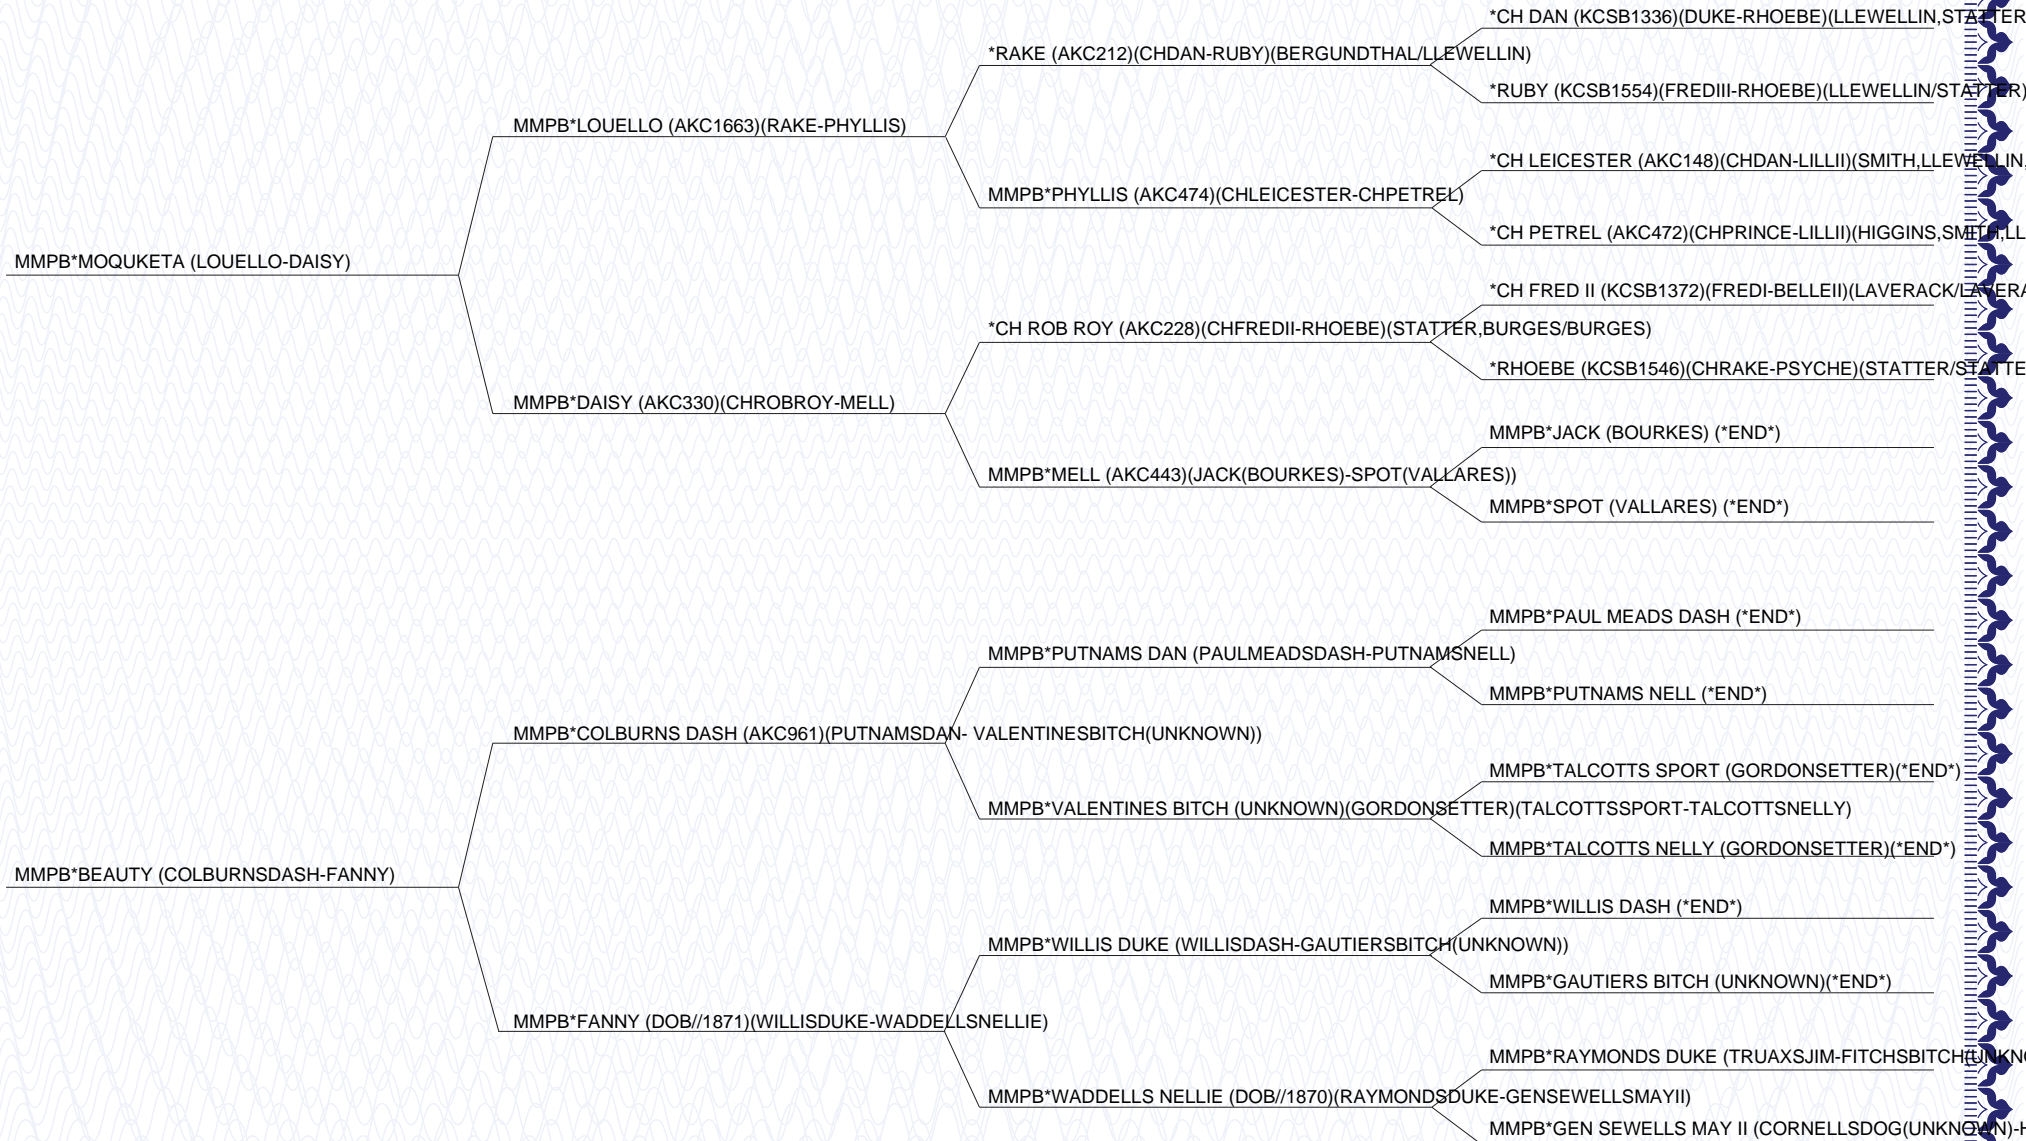 *CH DAN (KCSB1336)(DUKE-RHOEBE)(LLEWELLIN,STATTER
*RAKE (AKC212)(CHDAN-RUBY)(BERGUNDTHAL/LLEWELLIN)
*RUBY (KCSB1554)(FREDIII-RHOEBE)(LLEWELLIN/STATTER)
MMPB*LOUELLO (AKC1663)(RAKE-PHYLLIS)
*CH LEICESTER (AKC148)(CHDAN-LILLII)(SMITH,LLEWELLIN,
MMPB*PHYLLIS (AKC474)(CHLEICESTER-CHPETREL)
*CH PETREL (AKC472)(CHPRINCE-LILLII)(HIGGINS,SMITH,LL
MMPB*MOQUKETA (LOUELLO-DAISY)
*CH FRED II (KCSB1372)(FREDI-BELLEII)(LAVERACK/LAVERA
*CH ROB ROY (AKC228)(CHFREDII-RHOEBE)(STATTER,BURGES/BURGES)
*RHOEBE (KCSB1546)(CHRAKE-PSYCHE)(STATTER/STATTE
MMPB*DAISY (AKC330)(CHROBROY-MELL)
MMPB*JACK (BOURKES) (*END*)
MMPB*MELL (AKC443)(JACK(BOURKES)-SPOT(VALLARES))
MMPB*SPOT (VALLARES) (*END*)
MMPB*PAUL MEADS DASH (*END*)
MMPB*PUTNAMS DAN (PAULMEADSDASH-PUTNAMSNELL)
MMPB*PUTNAMS NELL (*END*)
MMPB*COLBURNS DASH (AKC961)(PUTNAMSDAN- VALENTINESBITCH(UNKNOWN))
MMPB*TALCOTTS SPORT (GORDONSETTER)(*END*)
MMPB*VALENTINES BITCH (UNKNOWN)(GORDONSETTER)(TALCOTTSSPORT-TALCOTTSNELLY)
MMPB*TALCOTTS NELLY (GORDONSETTER)(*END*)
MMPB*BEAUTY (COLBURNSDASH-FANNY)
MMPB*WILLIS DASH (*END*)
MMPB*WILLIS DUKE (WILLISDASH-GAUTIERSBITCH(UNKNOWN))
MMPB*GAUTIERS BITCH (UNKNOWN)(*END*)
MMPB*FANNY (DOB//1871)(WILLISDUKE-WADDELLSNELLIE)
MMPB*RAYMONDS DUKE (TRUAXSJIM-FITCHSBITCH(UNKNO
MMPB*WADDELLS NELLIE (DOB//1870)(RAYMONDSDUKE-GENSEWELLSMAYII)
MMPB*GEN SEWELLS MAY II (CORNELLSDOG(UNKNOWN)-H